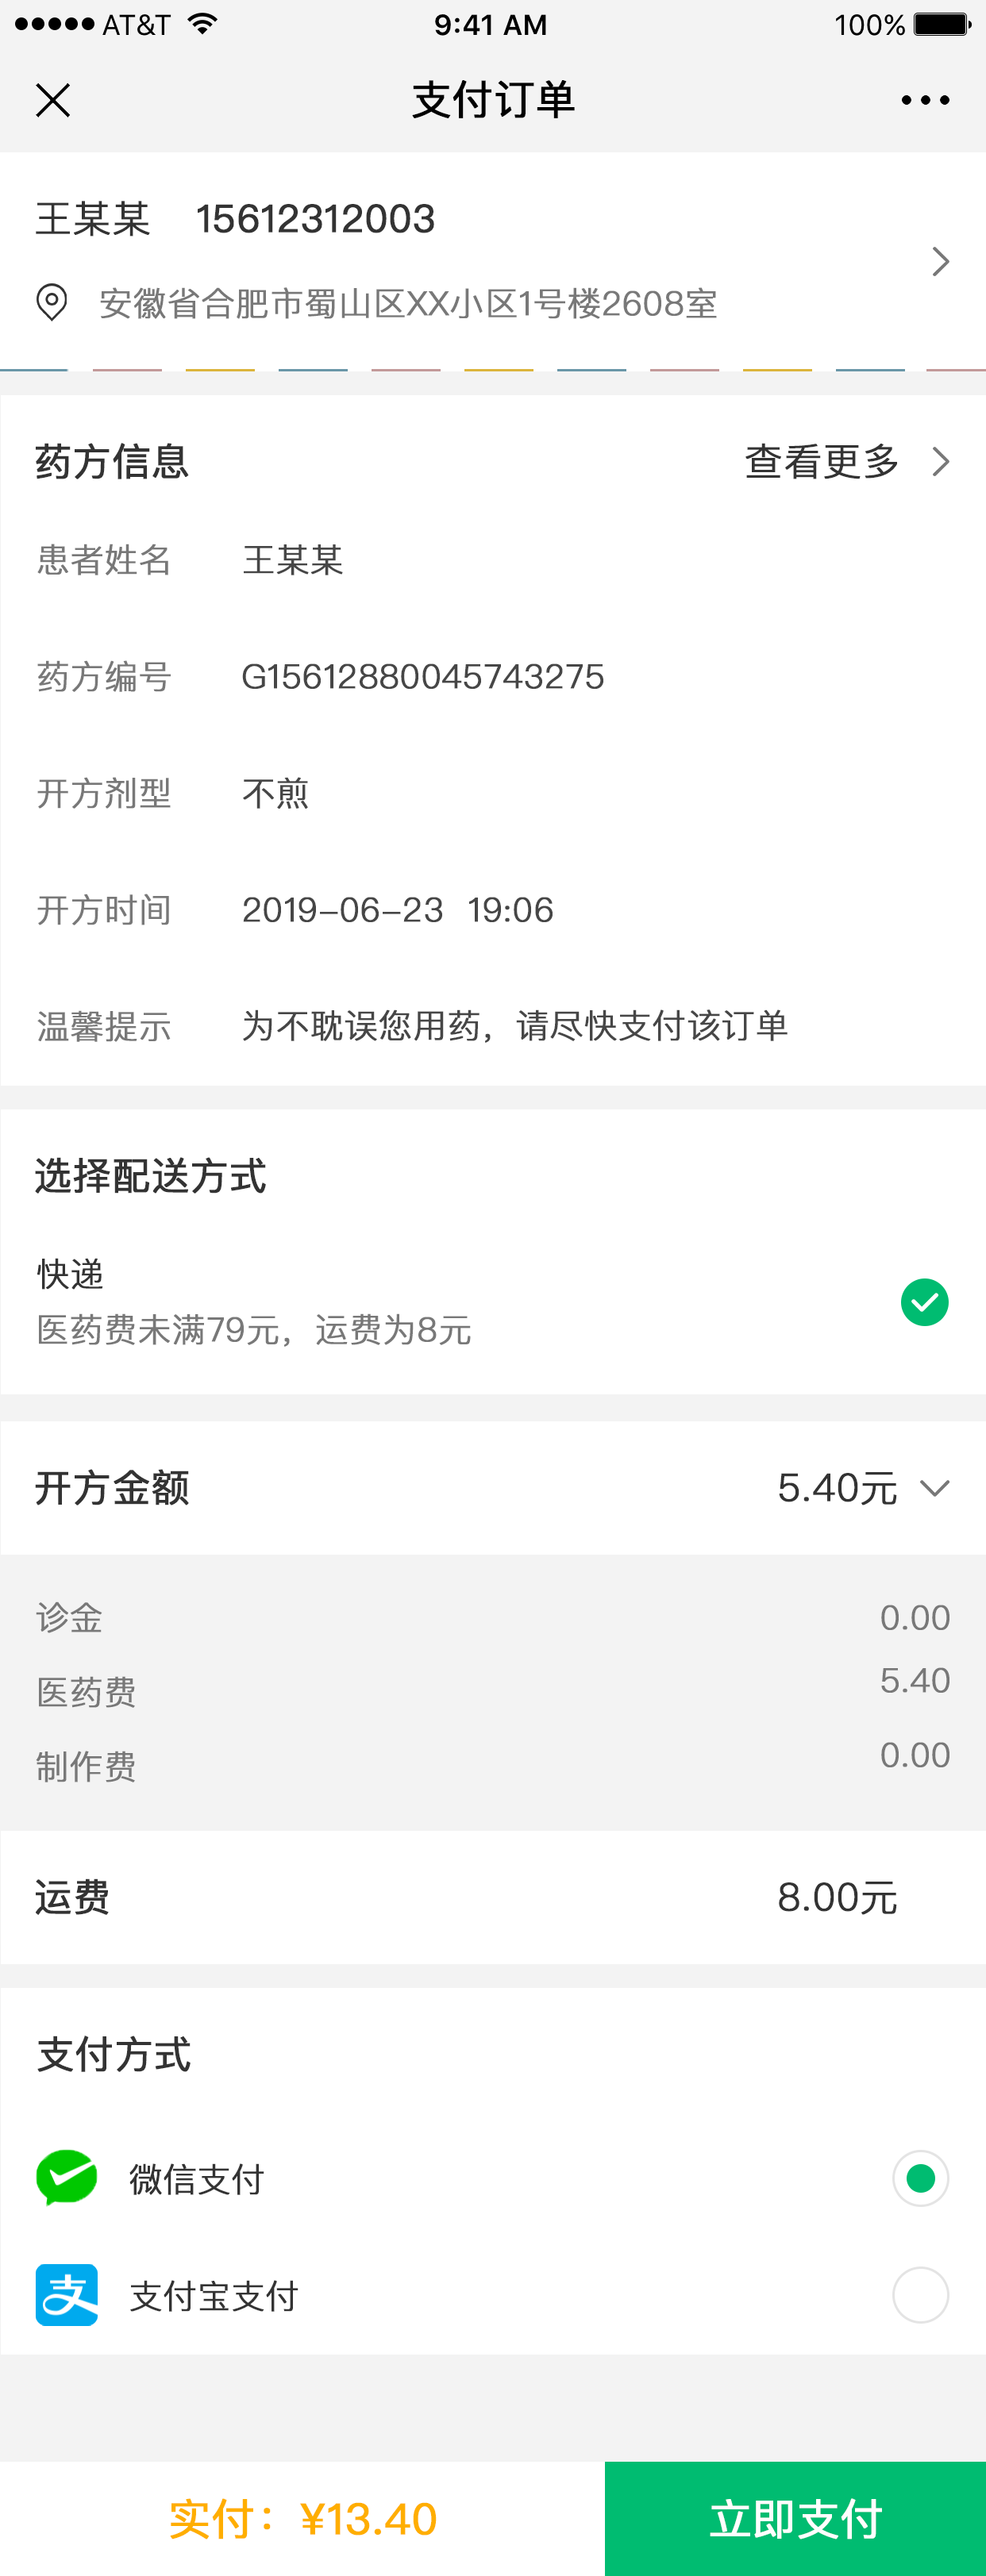 AT&T 9:41 AM 100%
支付订单
王某某 15612312003
安徽省合肥市蜀山区XX小区1号楼2608室
药方信息 查看更多
患者姓名 王某某
药方编号 G15612880045743275
开方剂型 不煎
开方时间 2019-06-23 19:06
温馨提示 为不耽误您用药，请尽快支付该订单
选择配送方式
快递
医药费未满79元，运费为8元
开方金额 5.40元
诊金 0.00
医药费 5.40
制作费 0.00
运费 8.00元
支付方式
微信支付
支 支付宝支付
实付：¥13.40 立即支付